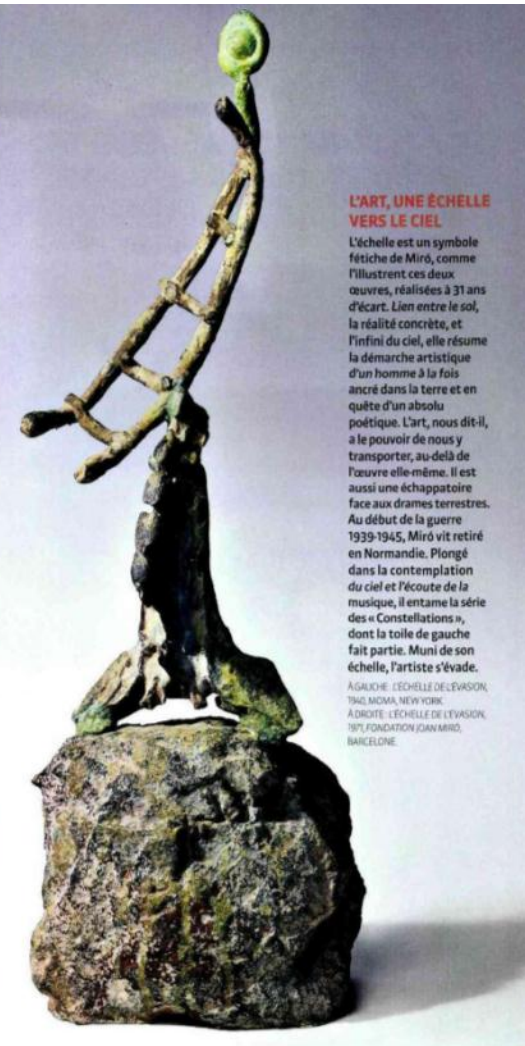 L'ART, UNE ÉCHELLE
VERS LE CIEL
L'échelle est un symbole
fétiche de Miró, comme
l'illustrent ces deux
œuvres, réalisées à 31 ans
d'écart. Lien entre le sol,
la réalité concrète, et
l'infini du ciel, elle résume
la démarche artistique
d'un homme à la fois
ancré dans la terre et en
quête d'un absolu
poétique. L'art, nous dit-il,
a le pouvoir de nous y
transporter, au-delà de
l'œuvre elle-même. Il est
aussi une échappatoire
face aux drames terrestres.
Au début de la guerre
1939-1945, Miró vit retiré
en Normandie. Plongé
dans la contemplation
du ciel et l'écoute de la
musique, il entame la série
des « Constellations »,
dont la toile de gauche
fait partie. Muni de son
échelle, l'artiste s'évade.
À GAUCHE : L'ÉCHELLE DE L'ÉVASION,
1940, MOMA, NEW YORK.
À DROITE : L'ÉCHELLE DE L'ÉVASION,
1971, FONDATION JOAN MIRÓ,
BARCELONE.